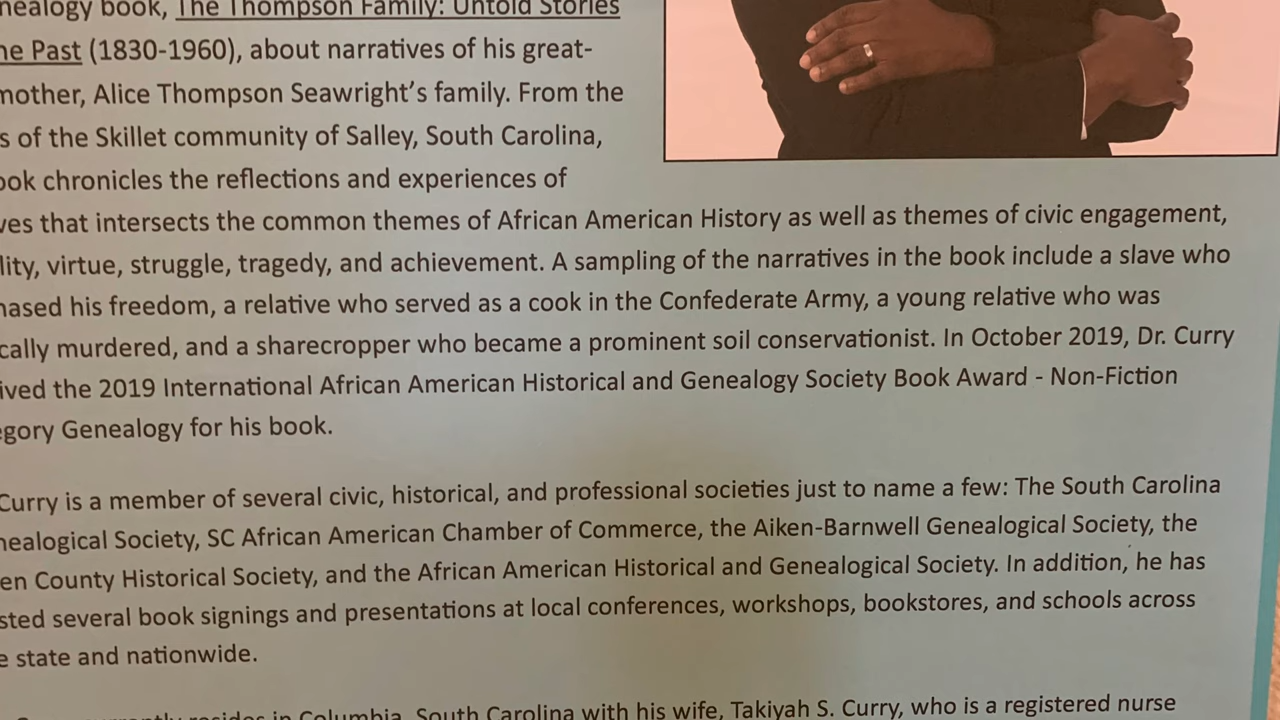 nealogy book, The Thompson Family: Untold Stories
he Past (1830-1960), about narratives of his great-
mother, Alice Thompson Seawright's family. From the
s of the Skillet community of Salley, South Carolina,
ook chronicles the reflections and experiences of
ves that intersects the common themes of African American History as well as themes of civic engagement,
lity, virtue, struggle, tragedy, and achievement. A sampling of the narratives in the book include a slave who
hased his freedom, a relative who served as a cook in the Confederate Army, a young relative who was
cally murdered, and a sharecropper who became a prominent soil conservationist. In October 2019, Dr. Curry
ived the 2019 International African American Historical and Genealogy Society Book Award - Non-Fiction
egory Genealogy for his book.
Curry is a member of several civic, historical, and professional societies just to name a few: The South Carolina
nealogical Society, SC African American Chamber of Commerce, the Aiken-Barnwell Genealogical Society, the
en County Historical Society, and the African American Historical and Genealogical Society. In addition, he has
sted several book signings and presentations at local conferences, workshops, bookstores, and schools across
e state and nationwide.
currently resides in Columbia, South Carolina with his wife, Takiyah S. Curry, who is a registered nurse